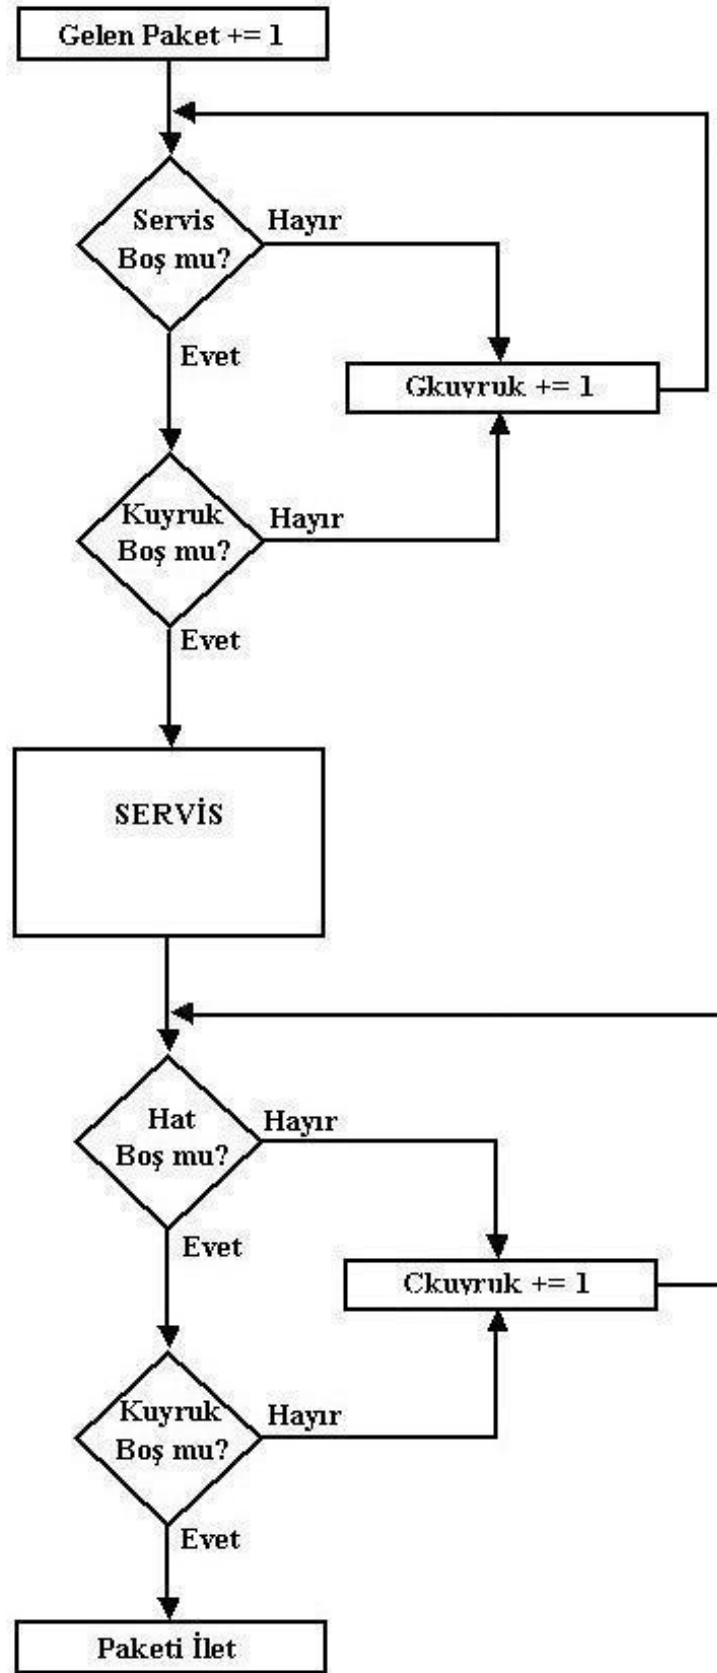 Gelen Paket += 1
Servis
Boş mu?
Hayır
Evet
Gkuyruk += 1
Kuyruk
Boş mu?
Hayır
Evet
SERVİS
Hat
Boş mu?
Hayır
Evet
Ckuyruk += 1
Kuyruk
Boş mu?
Hayır
Evet
Paketi İlet